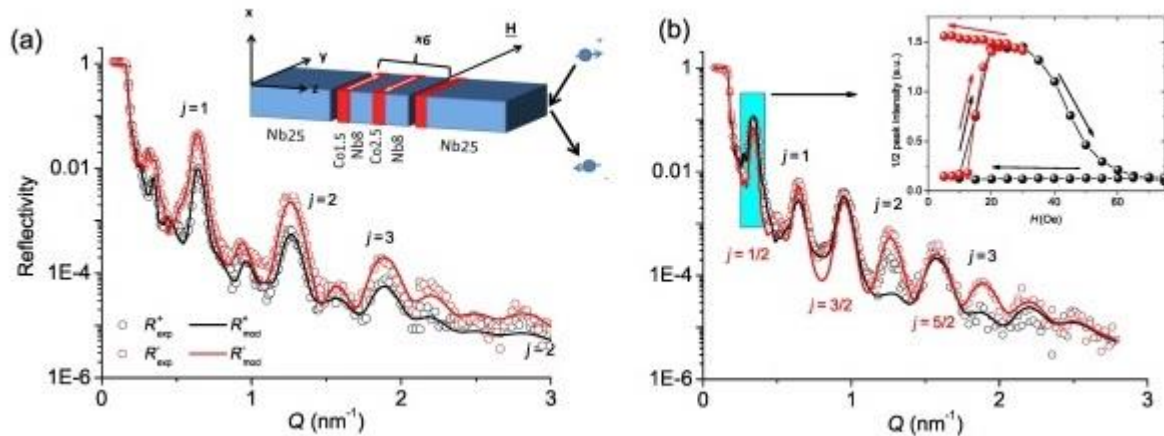 (a)
x
y
z
H
x6
Nb25
Co1.5
Nb8
Co2.5
Nb8
Nb25
j=1
j=2
j=3
j=2
Reflectivity
1
0.01
1E-4
1E-6
0
1
2
3
Q (nm⁻¹)
R⁺exp
R⁺mod
R⁻exp
R⁻mod
(b)
j=1
j=2
j=3
j=1/2
j=3/2
j=5/2
1
0.01
1E-4
1E-6
0
1
2
3
Q (nm⁻¹)
1/2 peak Intensity (a.u.)
1.5
1.0
0.5
0.0
0
20
40
60
H(Oe)